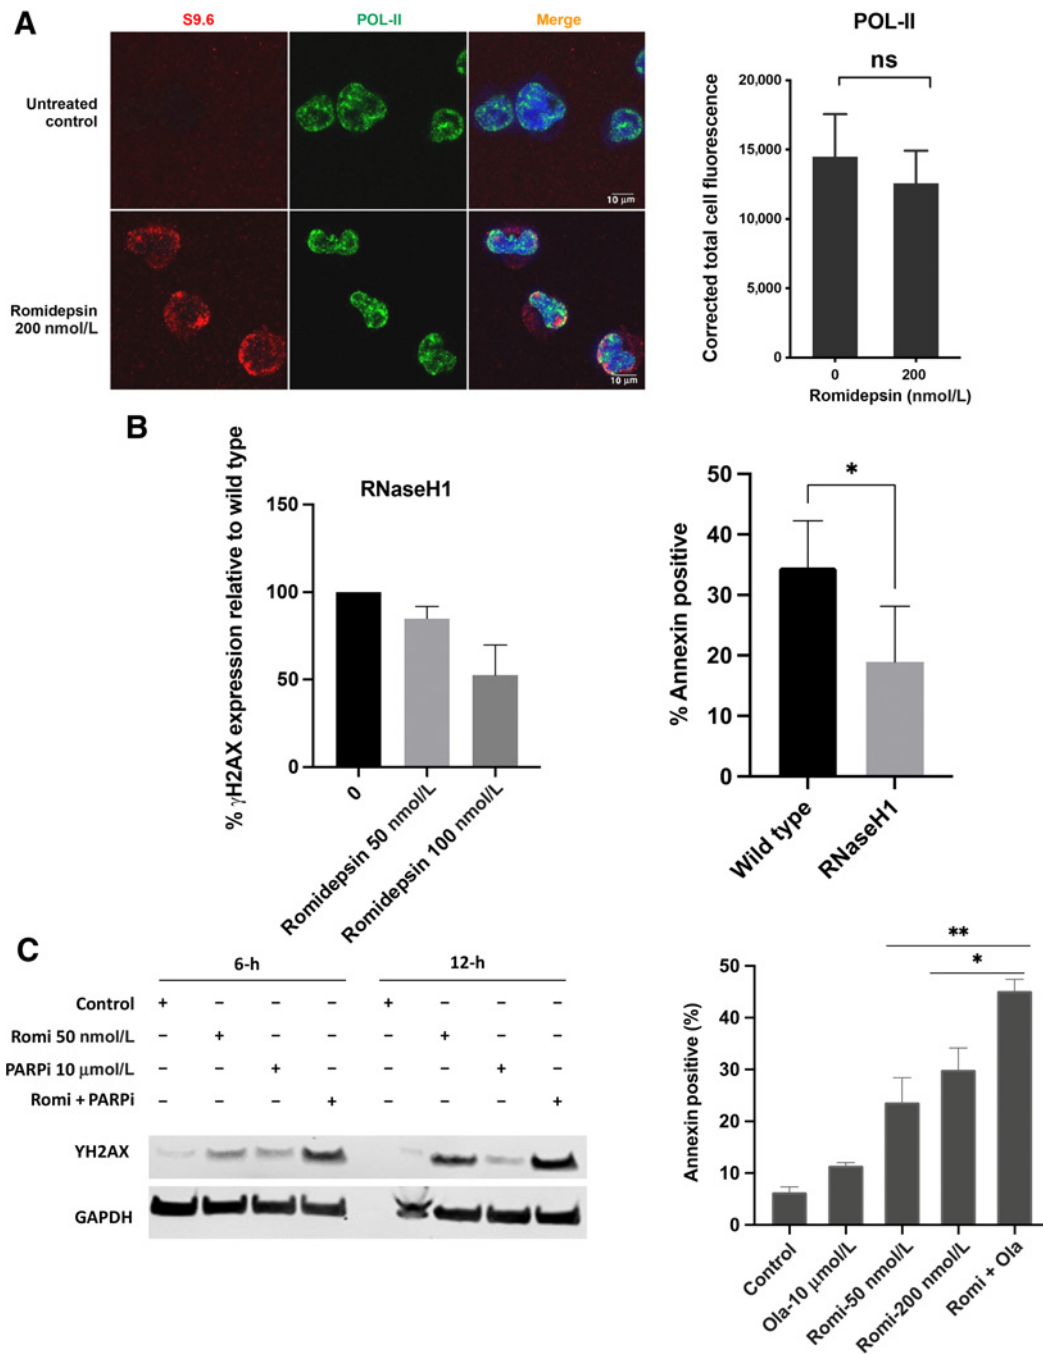 A
S9.6
POL-II
Merge
Untreated
control
10 μm
Romidepsin
200 nmol/L
10 μm
POL-II
ns
Corrected total cell fluorescence
20,000
15,000
10,000
5,000
0
0
200
Romidepsin (nmol/L)
B
RNaseH1
% γH2AX expression relative to wild type
150
100
50
0
0
Romidepsin 50 nmol/L
Romidepsin 100 nmol/L
*
% Annexin positive
50
40
30
20
10
0
Wild type
RNaseH1
C
6-h
12-h
Control + – – – + – – –
Romi 50 nmol/L – + – – – + – –
PARPi 10 μmol/L – – + – – – + –
Romi + PARPi – – – + – – – +
YH2AX
GAPDH
**
*
Annexin positive (%)
50
40
30
20
10
0
Control
Ola-10 μmol/L
Romi-50 nmol/L
Romi-200 nmol/L
Romi + Ola